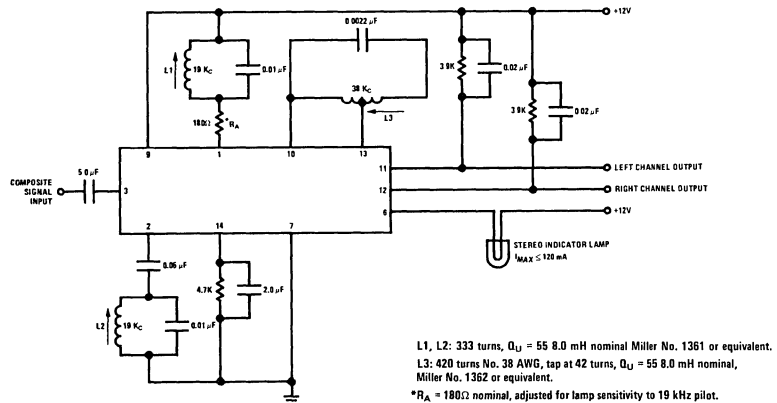 +12V
0.0022 µF
L1
19 KC
0.01 µF
38 KC
L3
3.9K
0.02 µF
3.9K
0.02 µF
180Ω
*RA
9
1
10
13
11
LEFT CHANNEL OUTPUT
COMPOSITE
SIGNAL
INPUT
5 0 µF
3
12
RIGHT CHANNEL OUTPUT
6
+12V
2
14
7
STEREO INDICATOR LAMP
IMAX ≤ 120 mA
0.05 µF
4.7K
2.0 µF
L2
19 KC
0.01 µF
L1, L2: 333 turns, QU = 55 8.0 mH nominal Miller No. 1361 or equivalent.
L3: 420 turns No. 38 AWG, tap at 42 turns, QU = 55 8.0 mH nominal,
Miller No. 1362 or equivalent.
*RA = 180Ω nominal, adjusted for lamp sensitivity to 19 kHz pilot.